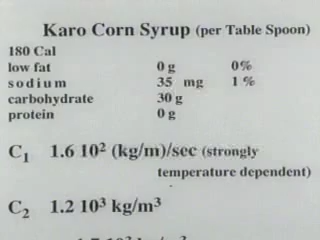 Karo Corn Syrup (per Table Spoon)
180 Cal
low fat 0 g 0%
sodium 35 mg 1 %
carbohydrate 30 g
protein 0 g
C₁ 1.6 10² (kg/m)/sec (strongly
temperature dependent)
C₂ 1.2 10³ kg/m³